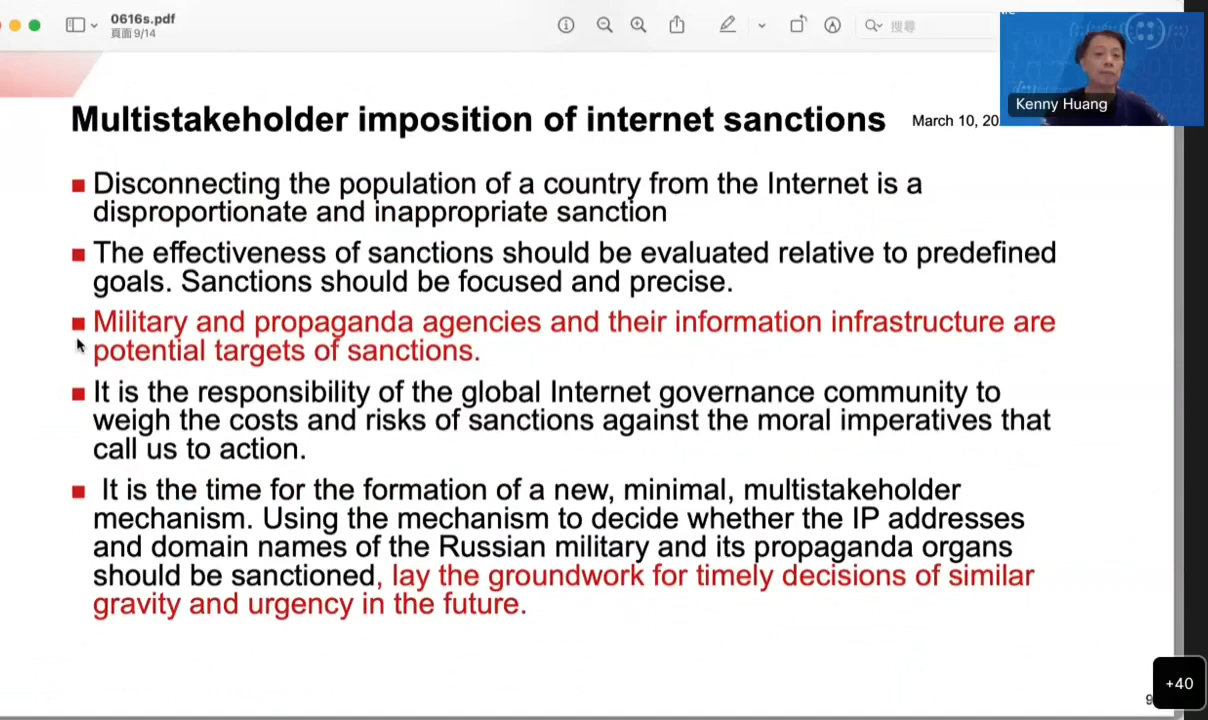 0616s.pdf
頁面 9/14
搜尋
Kenny Huang
Multistakeholder imposition of internet sanctions
March 10, 20
■ Disconnecting the population of a country from the Internet is a
disproportionate and inappropriate sanction
■ The effectiveness of sanctions should be evaluated relative to predefined
goals. Sanctions should be focused and precise.
■ Military and propaganda agencies and their information infrastructure are
potential targets of sanctions.
■ It is the responsibility of the global Internet governance community to
weigh the costs and risks of sanctions against the moral imperatives that
call us to action.
■ It is the time for the formation of a new, minimal, multistakeholder
mechanism. Using the mechanism to decide whether the IP addresses
and domain names of the Russian military and its propaganda organs
should be sanctioned, lay the groundwork for timely decisions of similar
gravity and urgency in the future.
+40
9